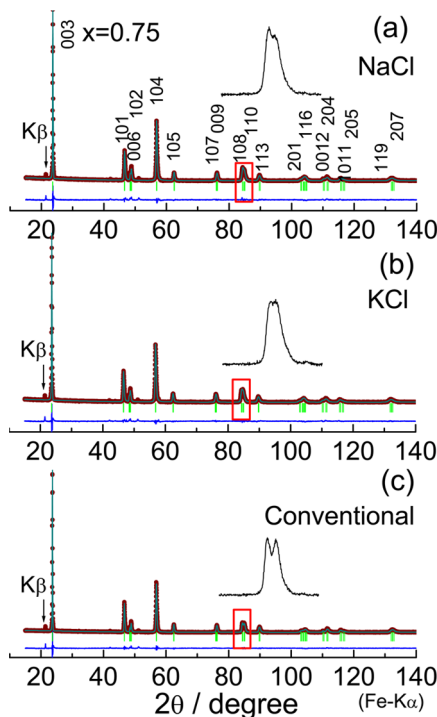 003
x=0.75
(a)
NaCl
Kβ
101
006
102
104
105
107
009
108
110
113
201
116
0012
204
1011
205
119
207
20 40 60 80 100 120 140
(b)
KCl
Kβ
20 40 60 80 100 120 140
(c)
Conventional
Kβ
20 40 60 80 100 120 140
2θ / degree
(Fe-Kα)